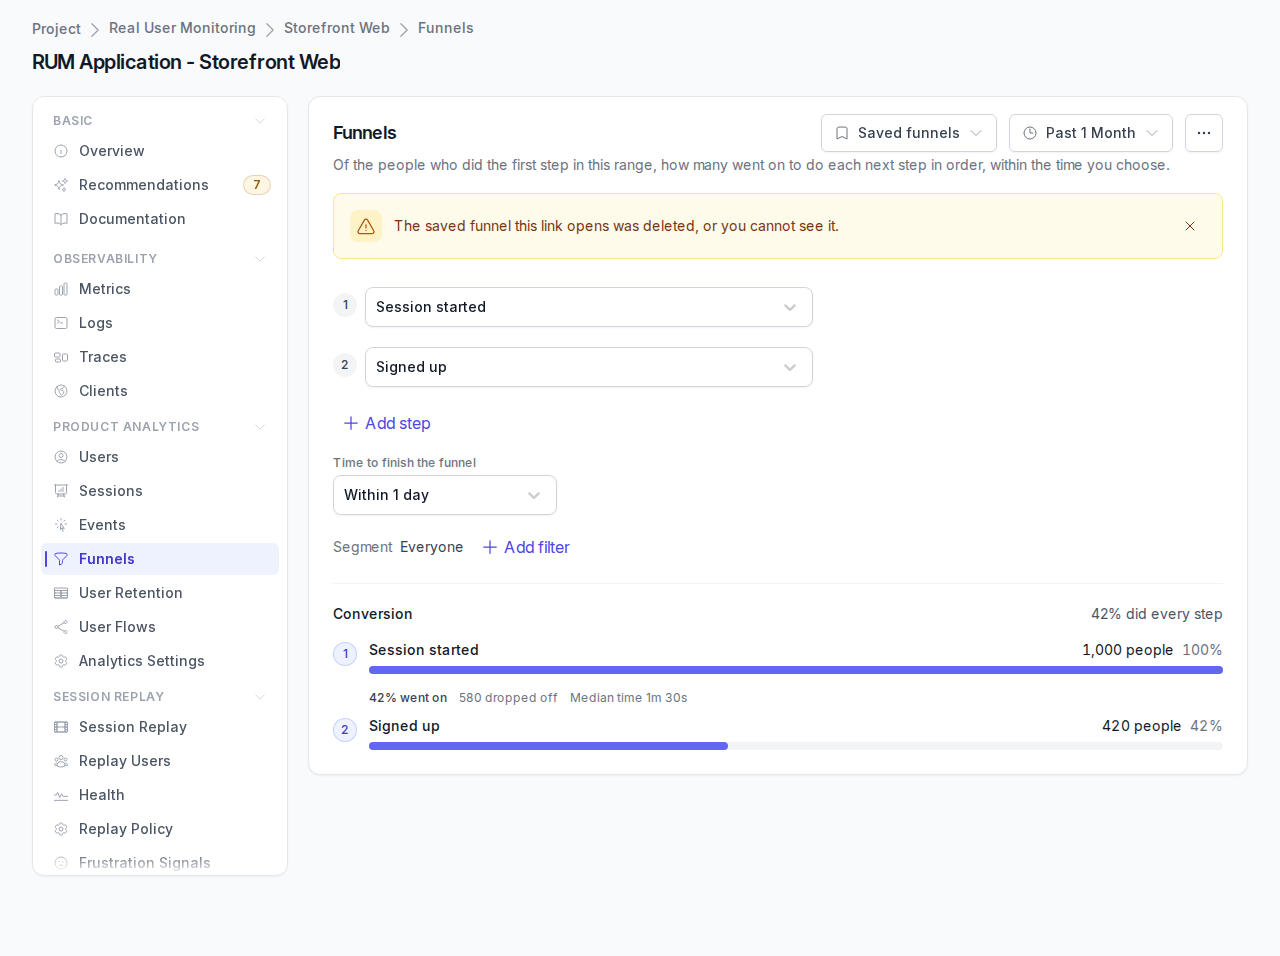 Project
Real User Monitoring
Storefront Web
Funnels
RUM Application - Storefront Web
BASIC
Overview
Recommendations 7
Documentation
OBSERVABILITY
Metrics
Logs
Traces
Clients
PRODUCT ANALYTICS
Users
Sessions
Events
Funnels
User Retention
User Flows
Analytics Settings
SESSION REPLAY
Session Replay
Replay Users
Health
Replay Policy
Frustration Signals
Funnels
Saved funnels
Past 1 Month
Of the people who did the first step in this range, how many went on to do each next step in order, within the time you choose.
The saved funnel this link opens was deleted, or you cannot see it.
1 Session started
2 Signed up
Add step
Time to finish the funnel
Within 1 day
Segment Everyone Add filter
Conversion 42% did every step
1 Session started 1,000 people 100%
42% went on 580 dropped off Median time 1m 30s
2 Signed up 420 people 42%